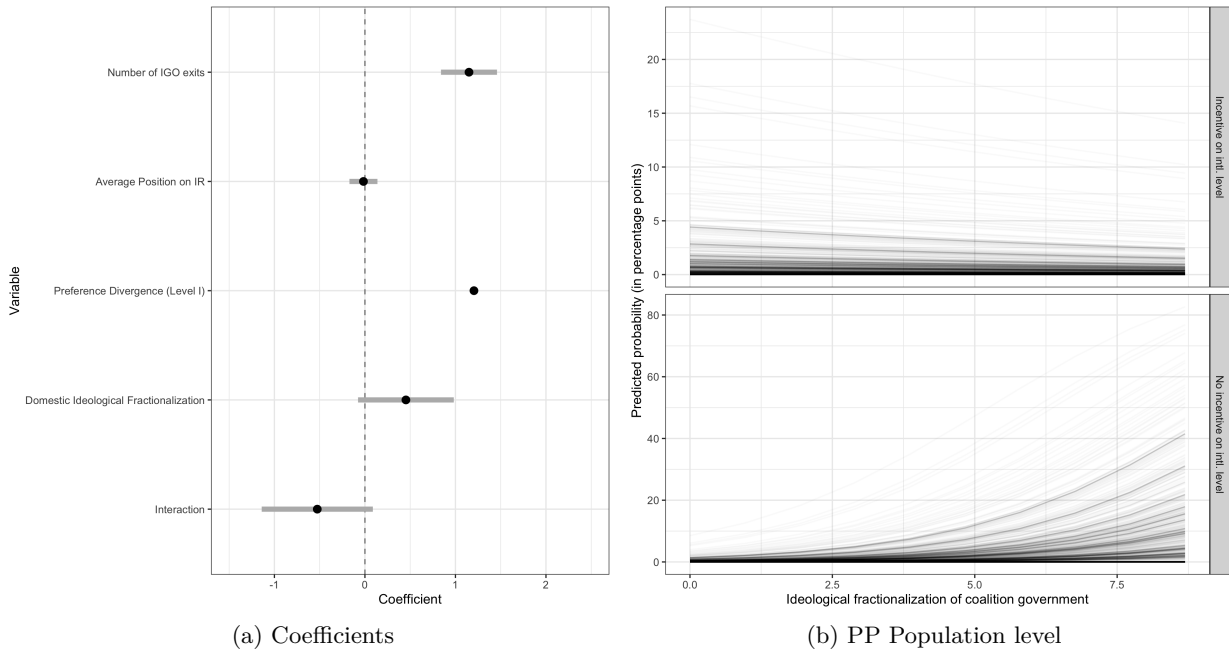 Variable
Number of IGO exits
Average Position on IR
Preference Divergence (Level I)
Domestic Ideological Fractionalization
Interaction
-1
0
1
2
Coefficient
(a) Coefficients
Predicted probability (in percentage points)
20
15
10
5
0
Incentive on intl. level
80
60
40
20
0
No incentive on intl. level
0.0
2.5
5.0
7.5
Ideological fractionalization of coalition government
(b) PP Population level